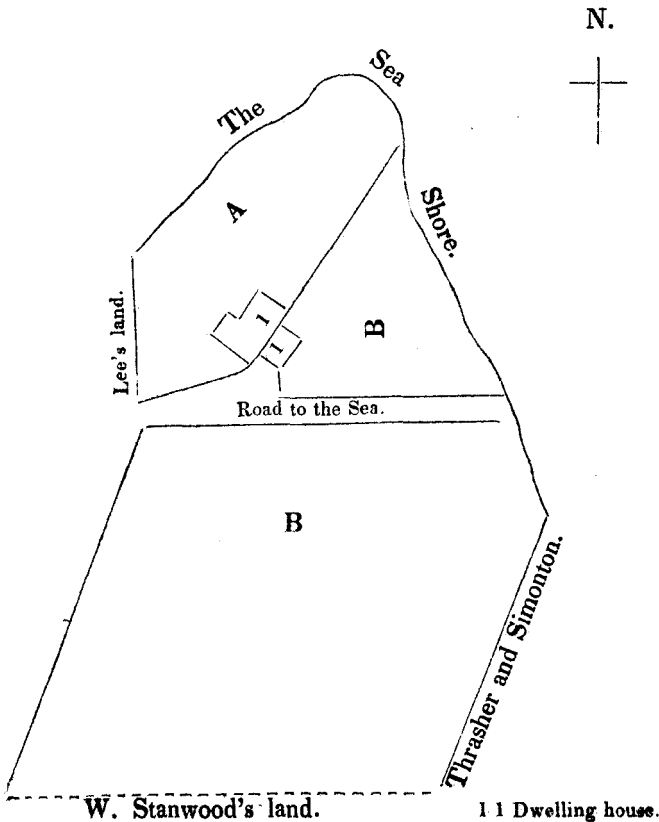 N.
The Sea Shore.
A
Lee's land.
1
1
B
Road to the Sea.
B
Thrasher and Simonton.
W. Stanwood's land.
1 1 Dwelling house.